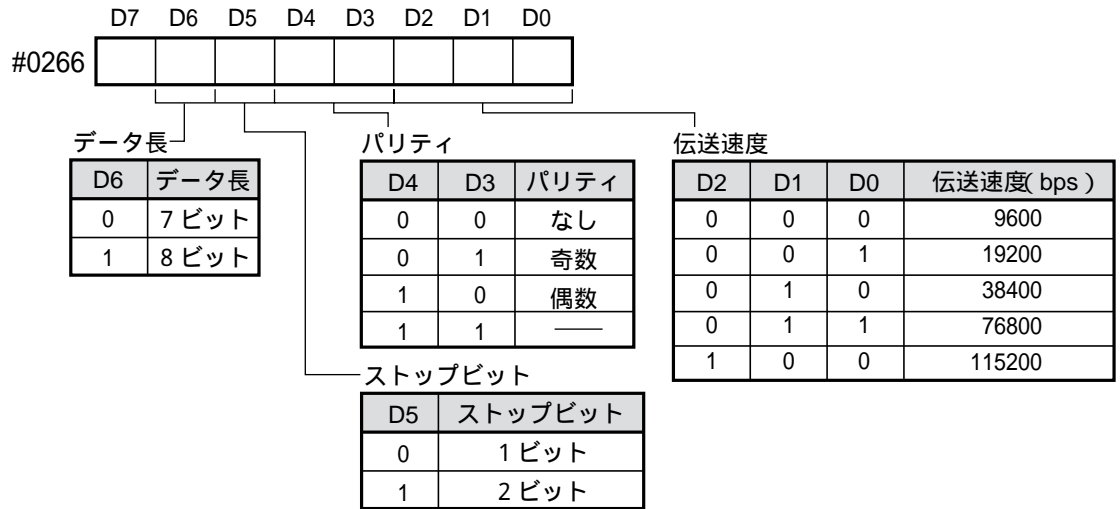 D7 D6 D5 D4 D3 D2 D1 D0
#0266
データ長
D6 データ長
0 7ビット
1 8ビット
パリティ
D4 D3 パリティ
0 0 なし
0 1 奇数
1 0 偶数
1 1 ——
伝送速度
D2 D1 D0 伝送速度(bps)
0 0 0 9600
0 0 1 19200
0 1 0 38400
0 1 1 76800
1 0 0 115200
ストップビット
D5 ストップビット
0 1ビット
1 2ビット